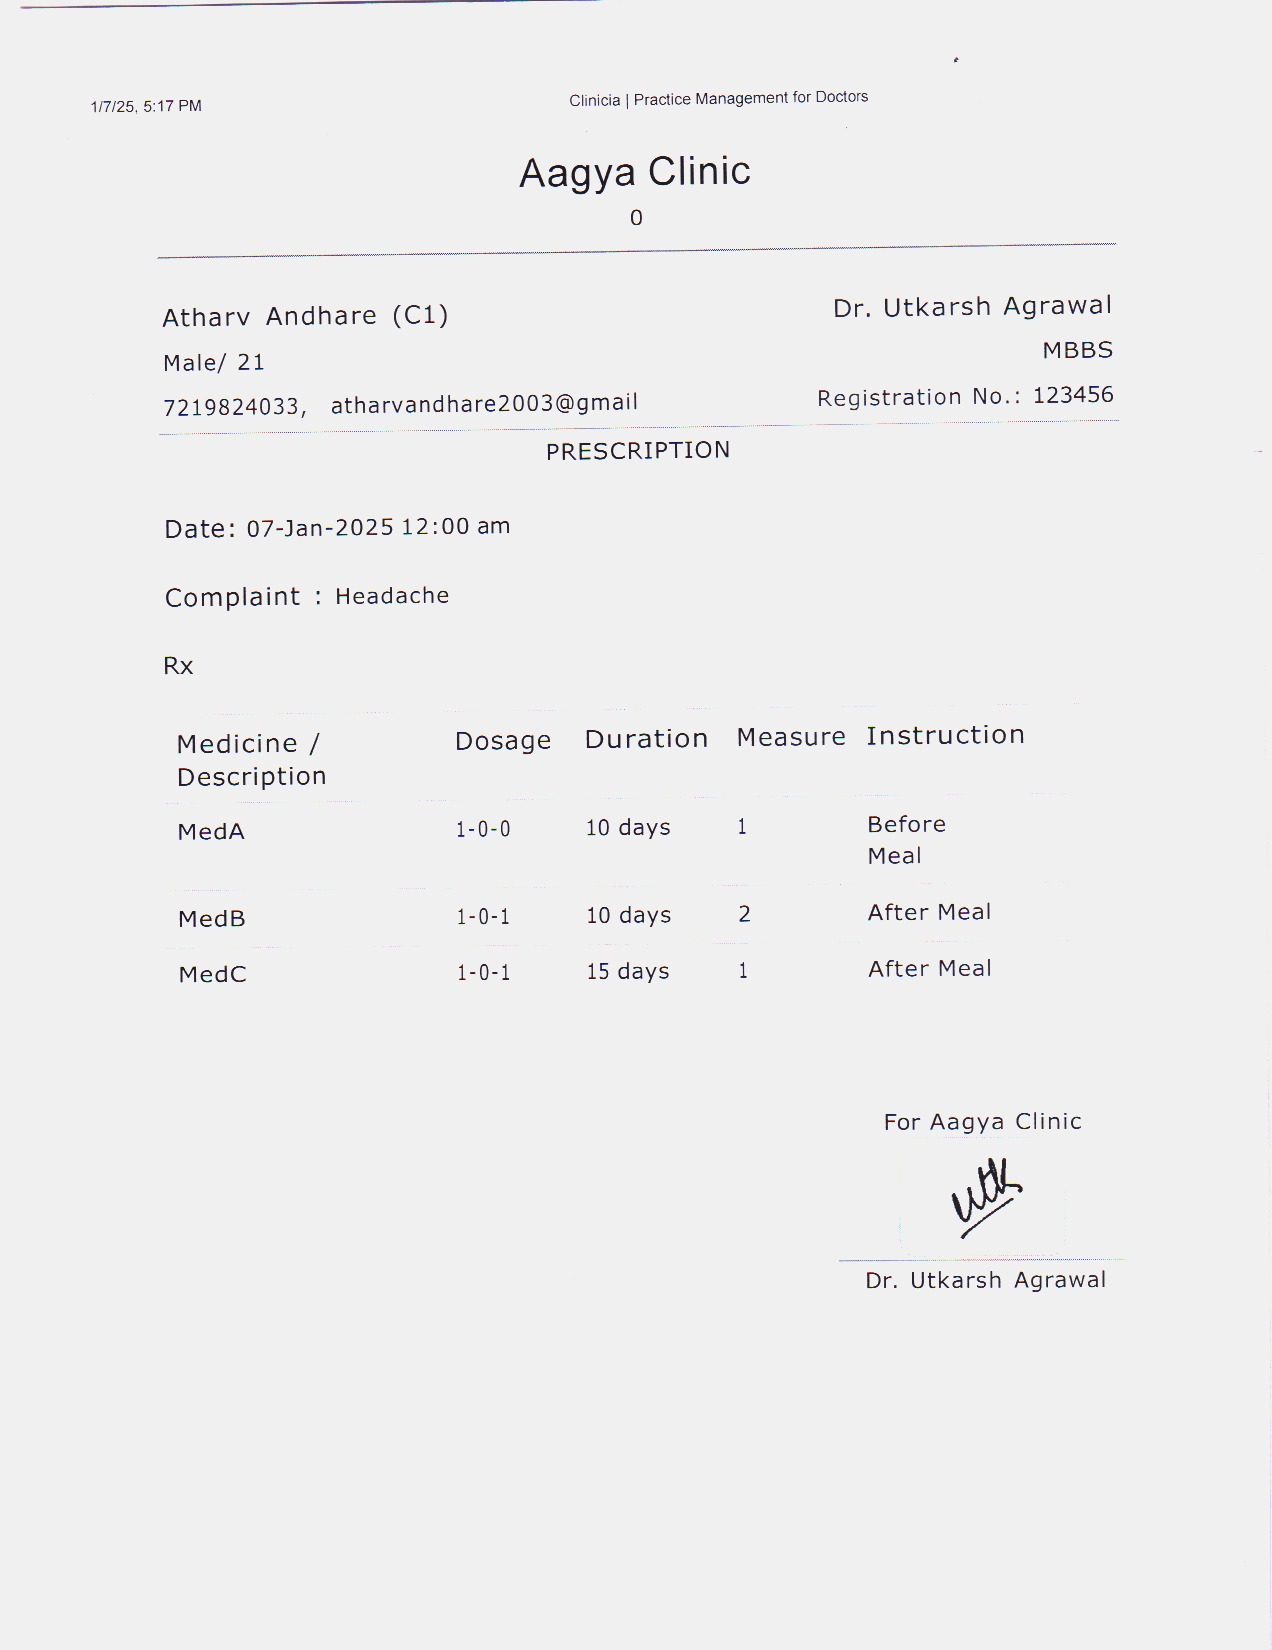 1/7/25, 5:17 PM Clinicia | Practice Management for Doctors
Aagya Clinic
0
Atharv Andhare (C1) Dr. Utkarsh Agrawal
Male/ 21 MBBS
7219824033, atharvandhare2003@gmail Registration No.: 123456
PRESCRIPTION
Date: 07-Jan-2025 12:00 am
Complaint : Headache
Rx
Medicine / Dosage Duration Measure Instruction
Description
MedA 1-0-0 10 days 1 Before
Meal
MedB 1-0-1 10 days 2 After Meal
MedC 1-0-1 15 days 1 After Meal
For Aagya Clinic
utk
Dr. Utkarsh Agrawal